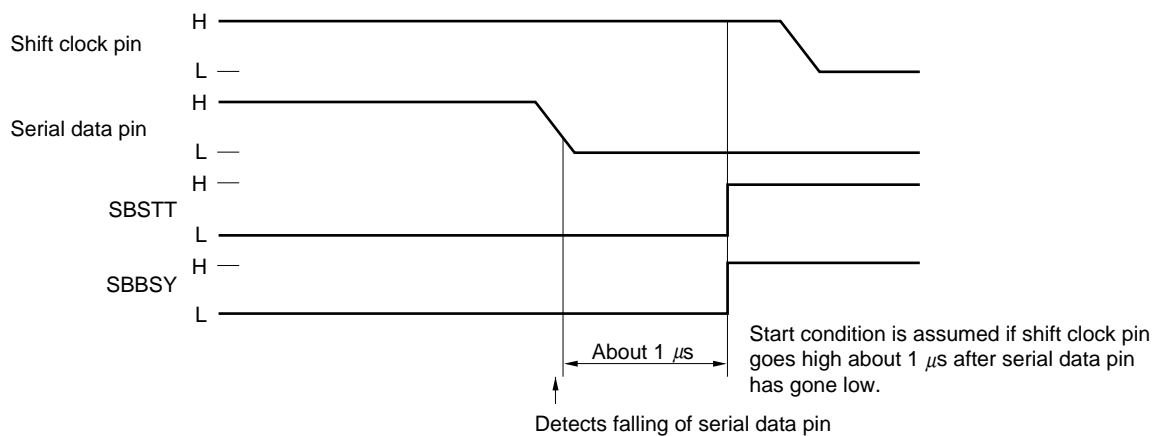 H
Shift clock pin
L
H
Serial data pin
L
H
SBSTT
L
H
SBBSY
L
About 1 μs
Start condition is assumed if shift clock pin
goes high about 1 μs after serial data pin
has gone low.
Detects falling of serial data pin